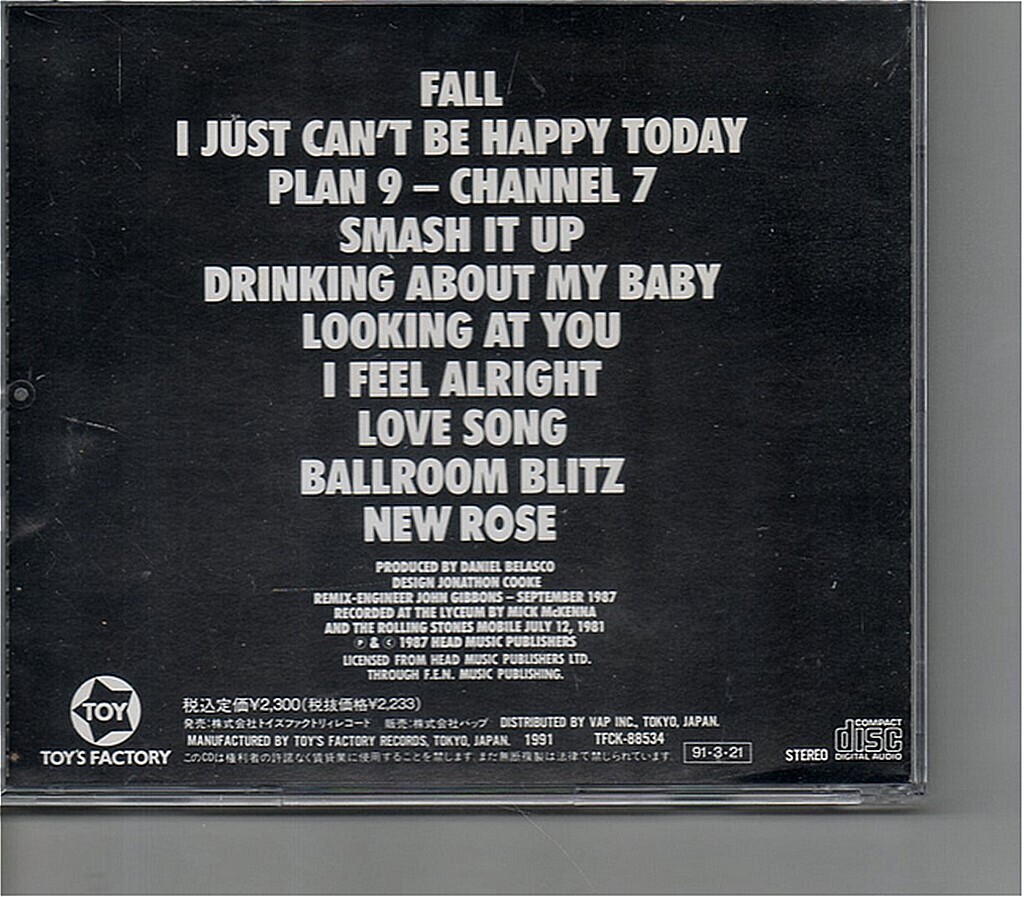 FALL
I JUST CAN'T BE HAPPY TODAY
PLAN 9 – CHANNEL 7
SMASH IT UP
DRINKING ABOUT MY BABY
LOOKING AT YOU
I FEEL ALRIGHT
LOVE SONG
BALLROOM BLITZ
NEW ROSE
PRODUCED BY DANIEL BELASCO
DESIGN JONATHON COOKE
REMIX-ENGINEER JOHN GIBBONS – SEPTEMBER 1987
RECORDED AT THE LYCEUM BY MICK McKENNA
AND THE ROLLING STONES MOBILE JULY 12, 1981
℗ & © 1987 HEAD MUSIC PUBLISHERS
LICENSED FROM HEAD MUSIC PUBLISHERS LTD.
THROUGH F.E.N. MUSIC PUBLISHING.
TOY
TOY'S FACTORY
税込定価¥2,300(税抜価格¥2,233)
発売:株式会社トイズファクトリィレコード 販売:株式会社バップ DISTRIBUTED BY VAP INC., TOKYO, JAPAN.
MANUFACTURED BY TOY'S FACTORY RECORDS, TOKYO, JAPAN. 1991 TFCK-88534
このCDは権利者の許諾なく賃貸業に使用することを禁じます。また無断複製は法律で禁じられています。
91-3-21
STEREO
COMPACT
disc
DIGITAL AUDIO